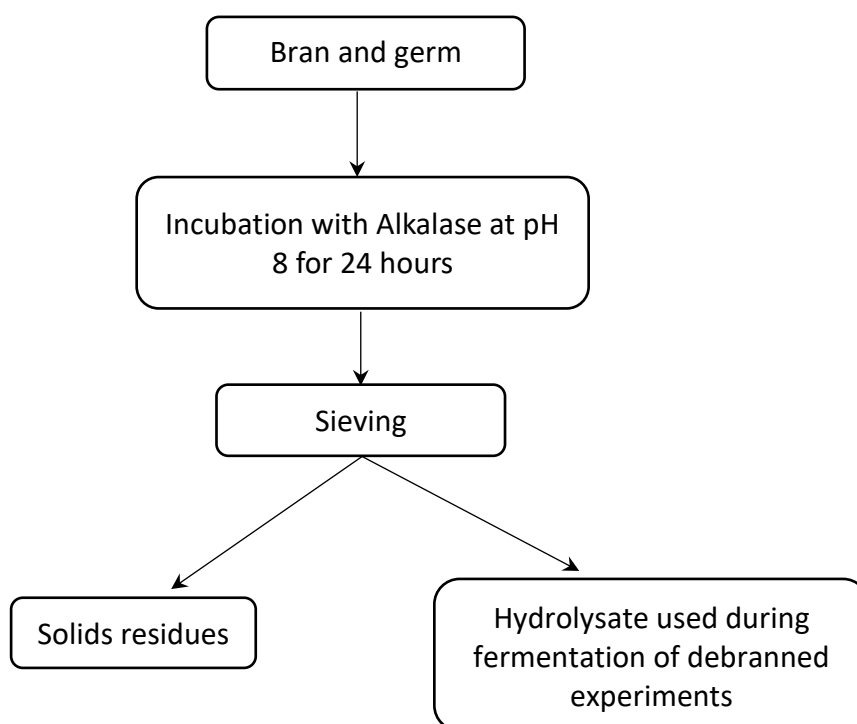 Bran and germ
Incubation with Alkalase at pH
8 for 24 hours
Sieving
Solids residues
Hydrolysate used during
fermentation of debranned
experiments